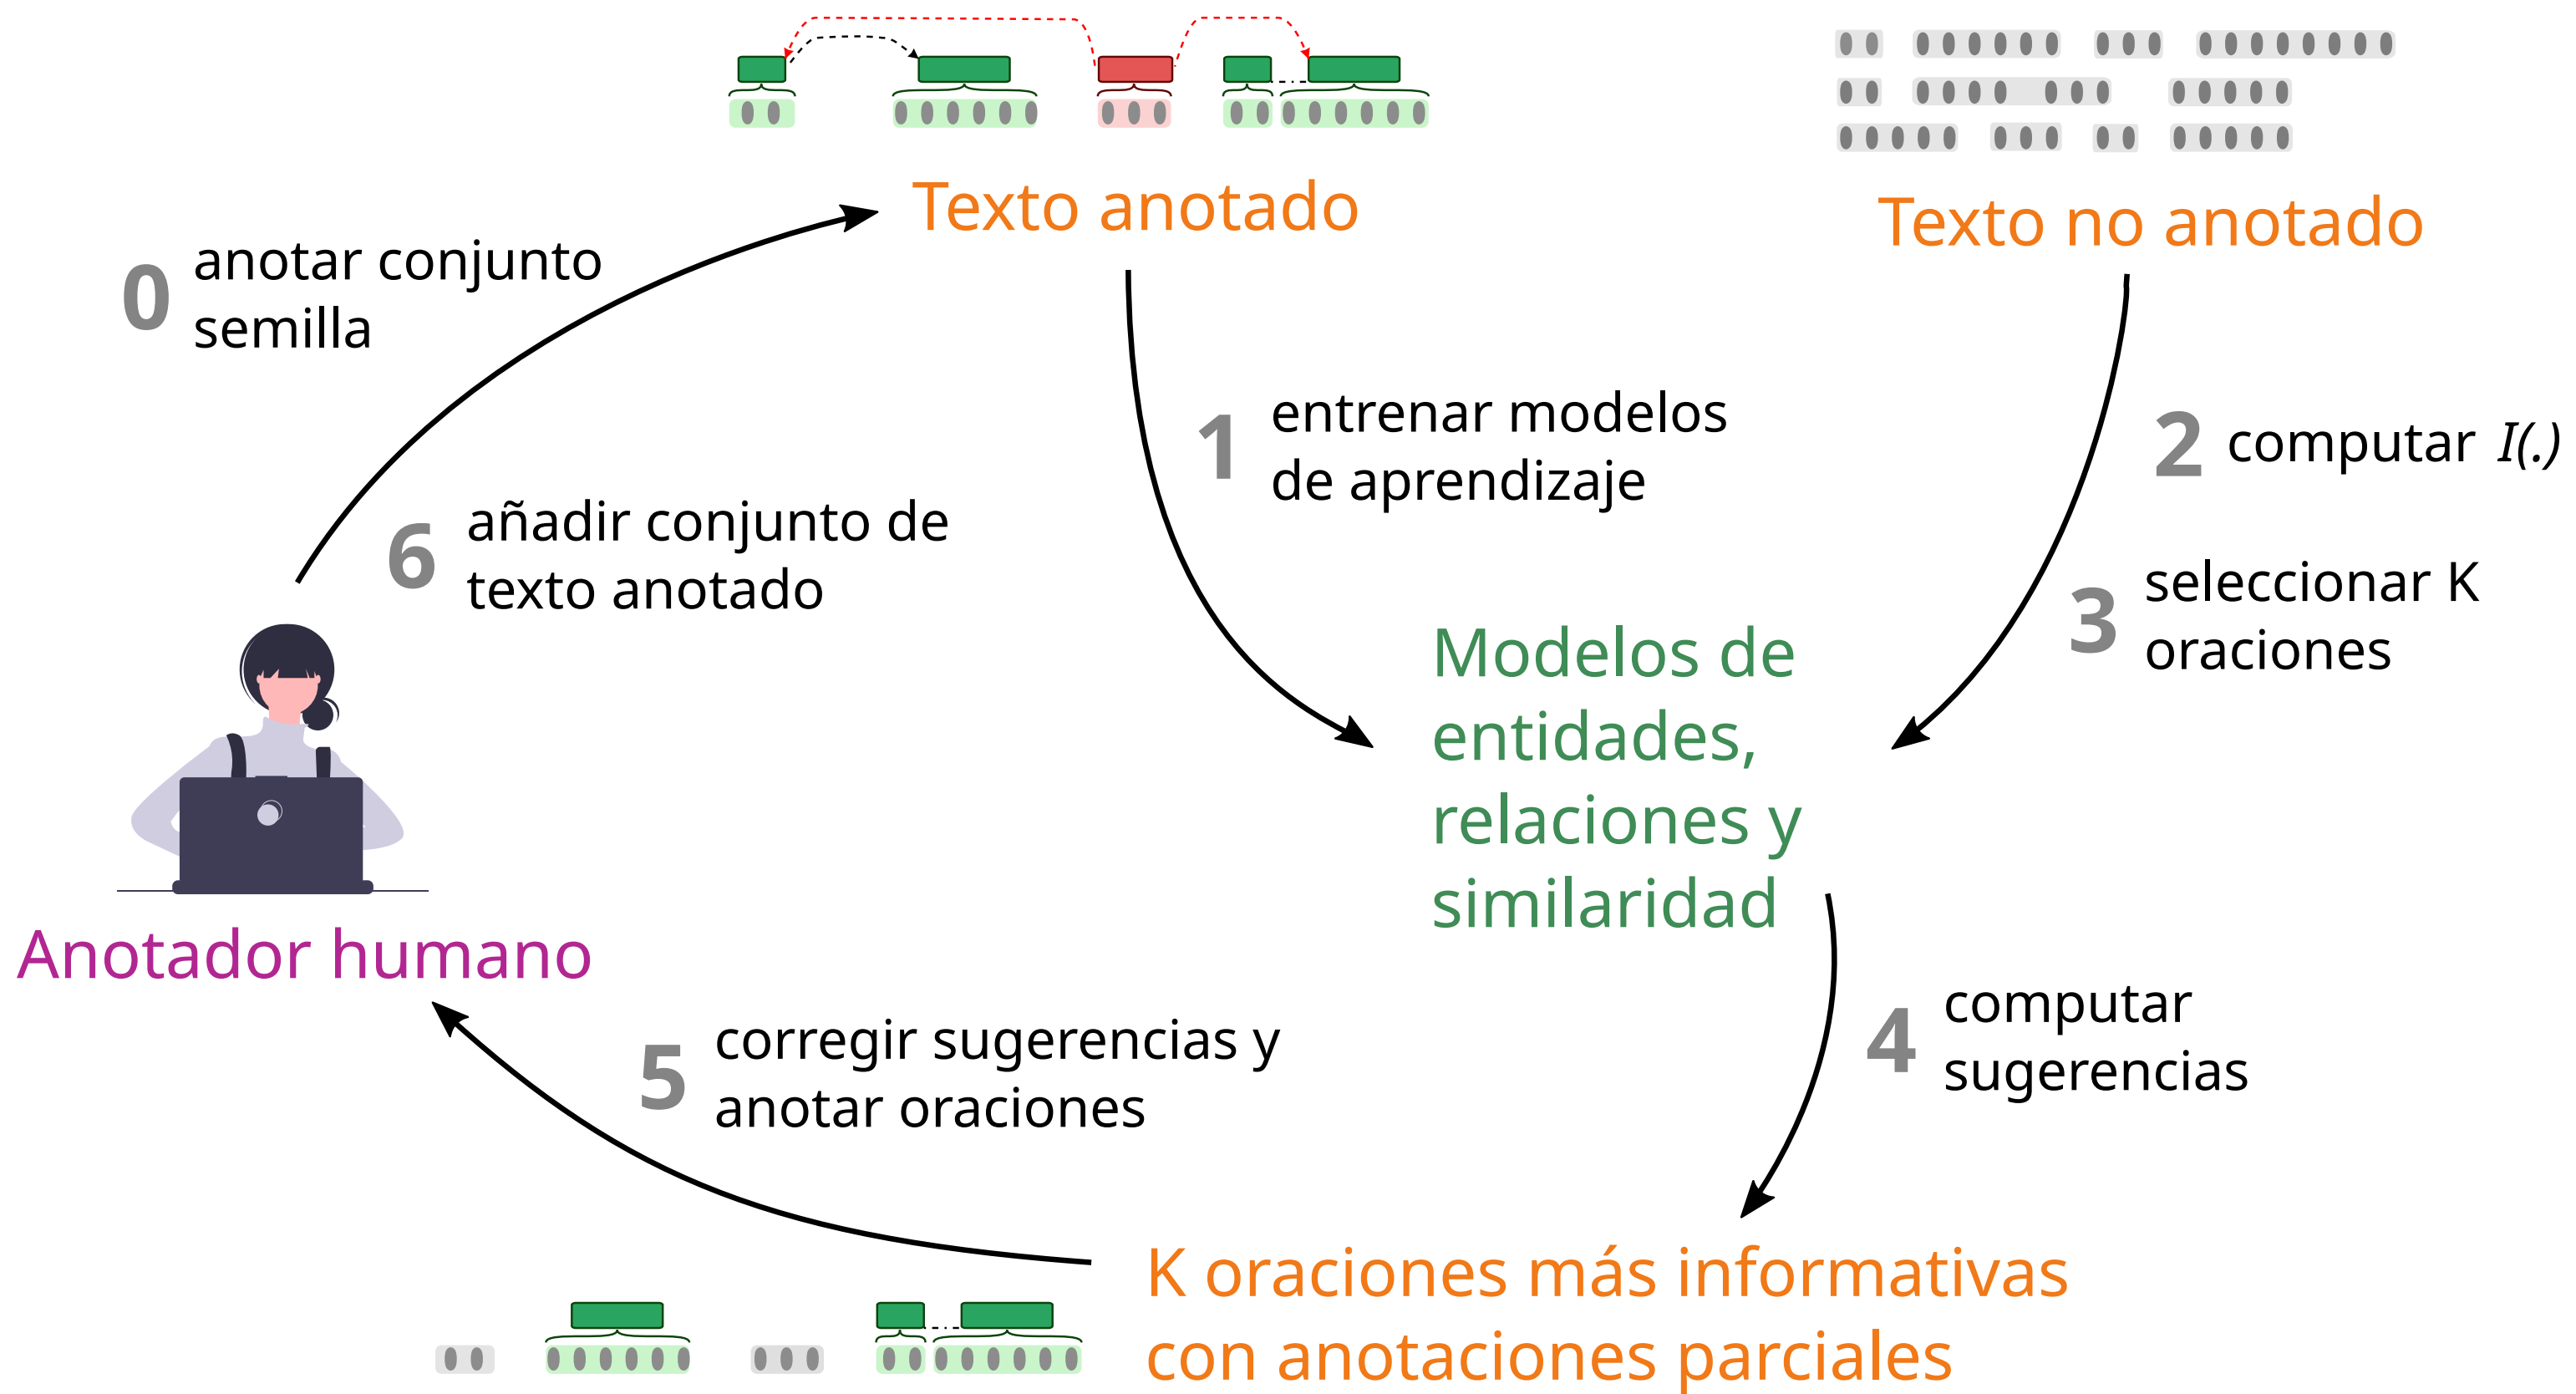 Texto anotado
Texto no anotado
0
anotar conjunto
semilla
1
entrenar modelos
de aprendizaje
2
computar I(.)
3
seleccionar K
oraciones
6
añadir conjunto de
texto anotado
Modelos de
entidades,
relaciones y
similaridad
Anotador humano
4
computar
sugerencias
5
corregir sugerencias y
anotar oraciones
K oraciones más informativas
con anotaciones parciales